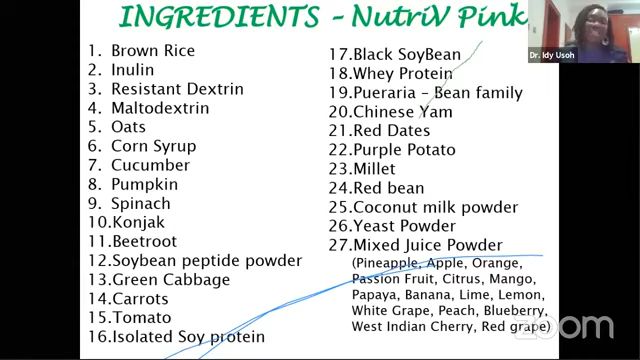 INGREDIENTS – NutriV Pink
1. Brown Rice
2. Inulin
3. Resistant Dextrin
4. Maltodextrin
5. Oats
6. Corn Syrup
7. Cucumber
8. Pumpkin
9. Spinach
10.Konjak
11.Beetroot
12.Soybean peptide powder
13.Green Cabbage
14.Carrots
15.Tomato
16.Isolated Soy protein
17.Black SoyBean
18.Whey Protein
19.Pueraria – Bean family
20.Chinese Yam
21.Red Dates
22.Purple Potato
23.Millet
24.Red bean
25.Coconut milk powder
26.Yeast Powder
27.Mixed Juice Powder
(Pineapple, Apple, Orange,
Passion Fruit, Citrus, Mango,
Papaya, Banana, Lime, Lemon,
White Grape, Peach, Blueberry,
West Indian Cherry, Red grape)
Dr. Idy Usoh
zoom